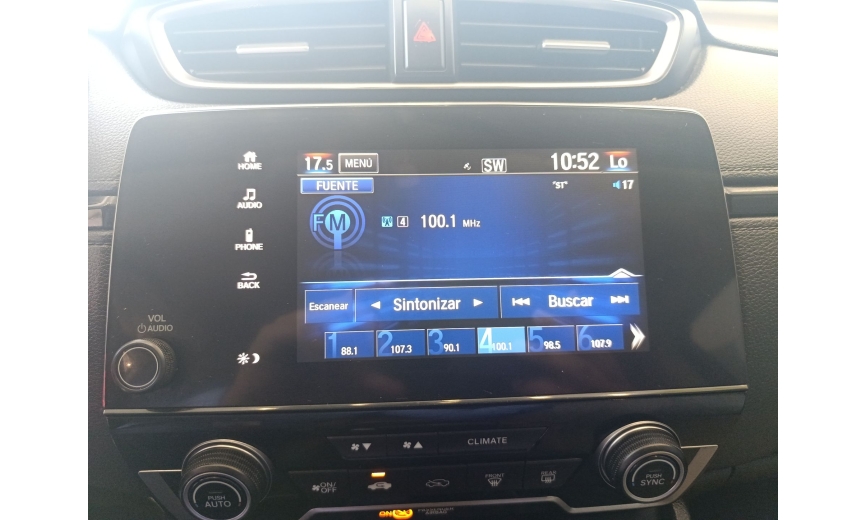 HOME
AUDIO
PHONE
BACK
VOL
AUDIO
17.5 MENÚ SW 10:52 Lo
FUENTE "ST" 17
FM 4 100.1 MHz
Escanear Sintonizar Buscar
1 88.1 2 107.3 3 90.1 4 100.1 5 98.5 6 107.9
CLIMATE
ON/OFF FRONT REAR
PUSH AUTO
PUSH SYNC
ON PASSENGER AIRBAG